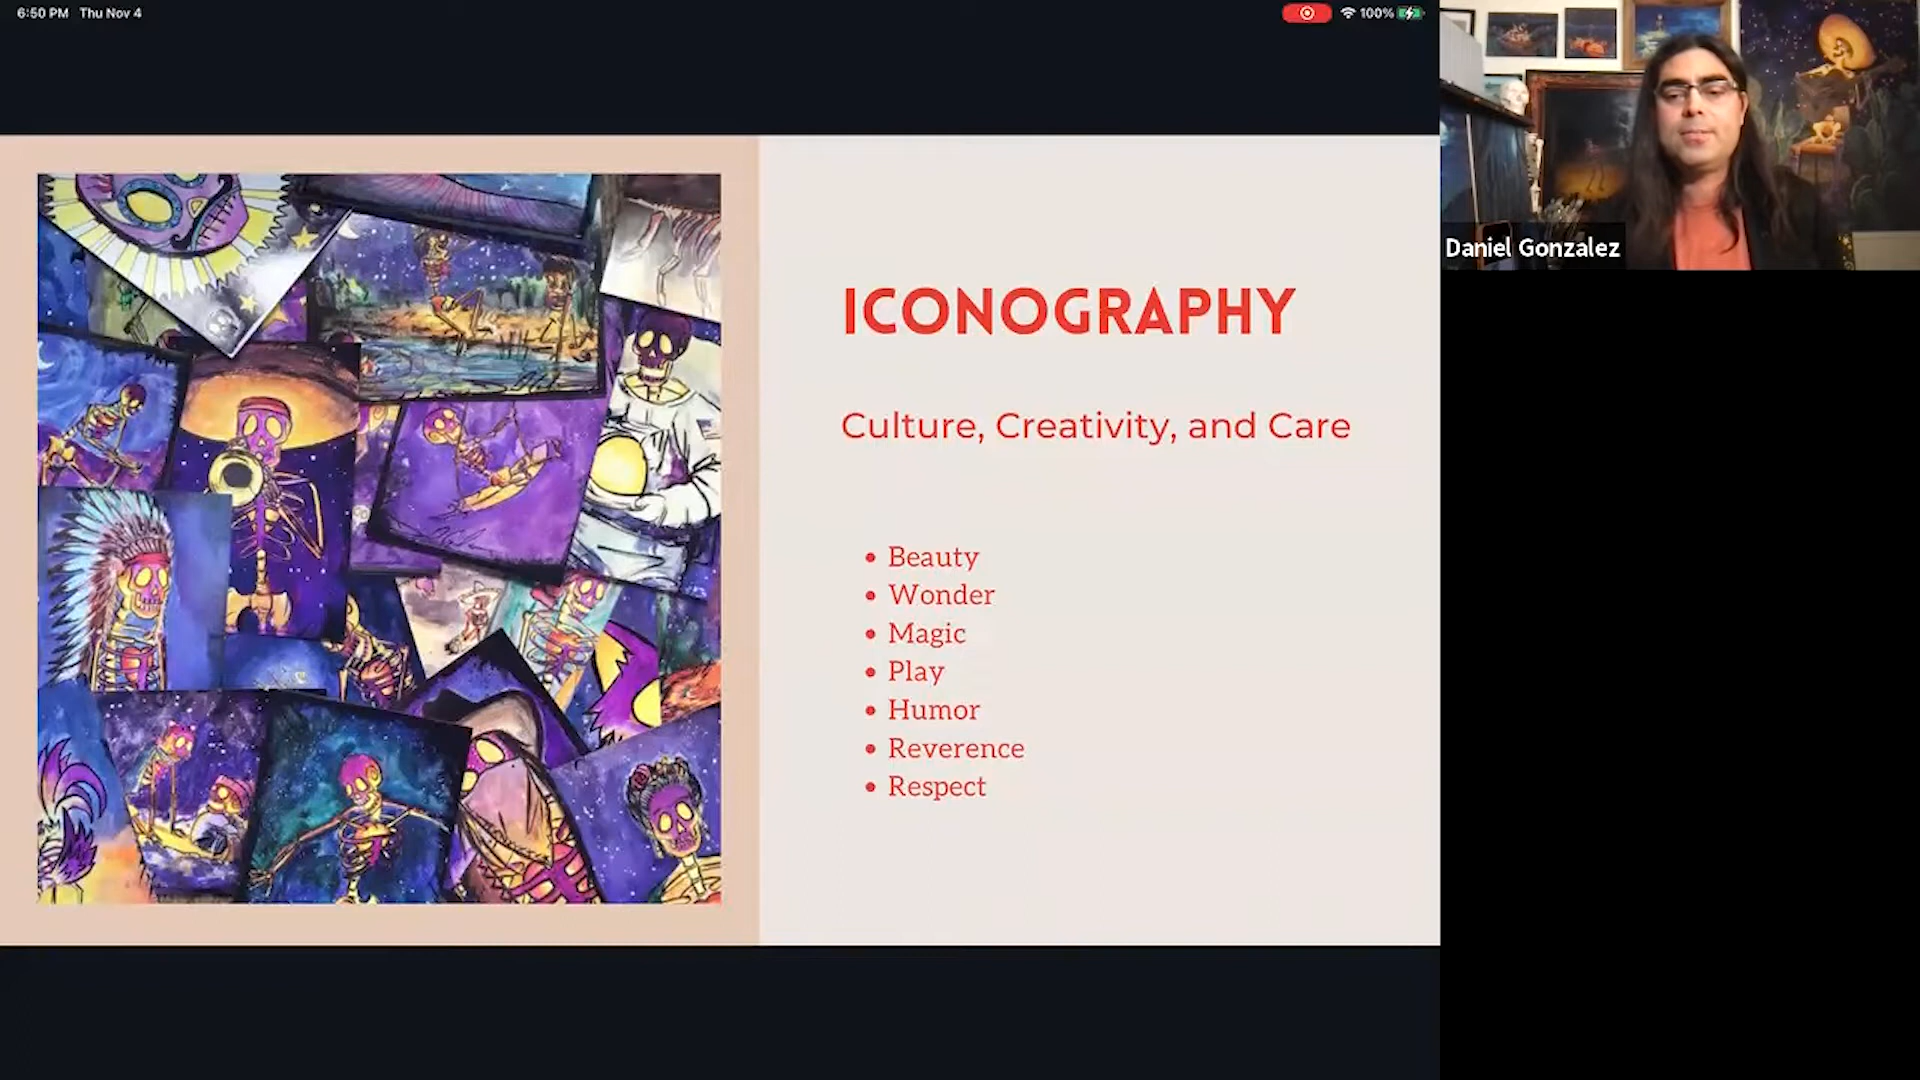 6:50 PM Thu Nov 4
100%
Daniel Gonzalez
ICONOGRAPHY
Culture, Creativity, and Care
• Beauty
• Wonder
• Magic
• Play
• Humor
• Reverence
• Respect